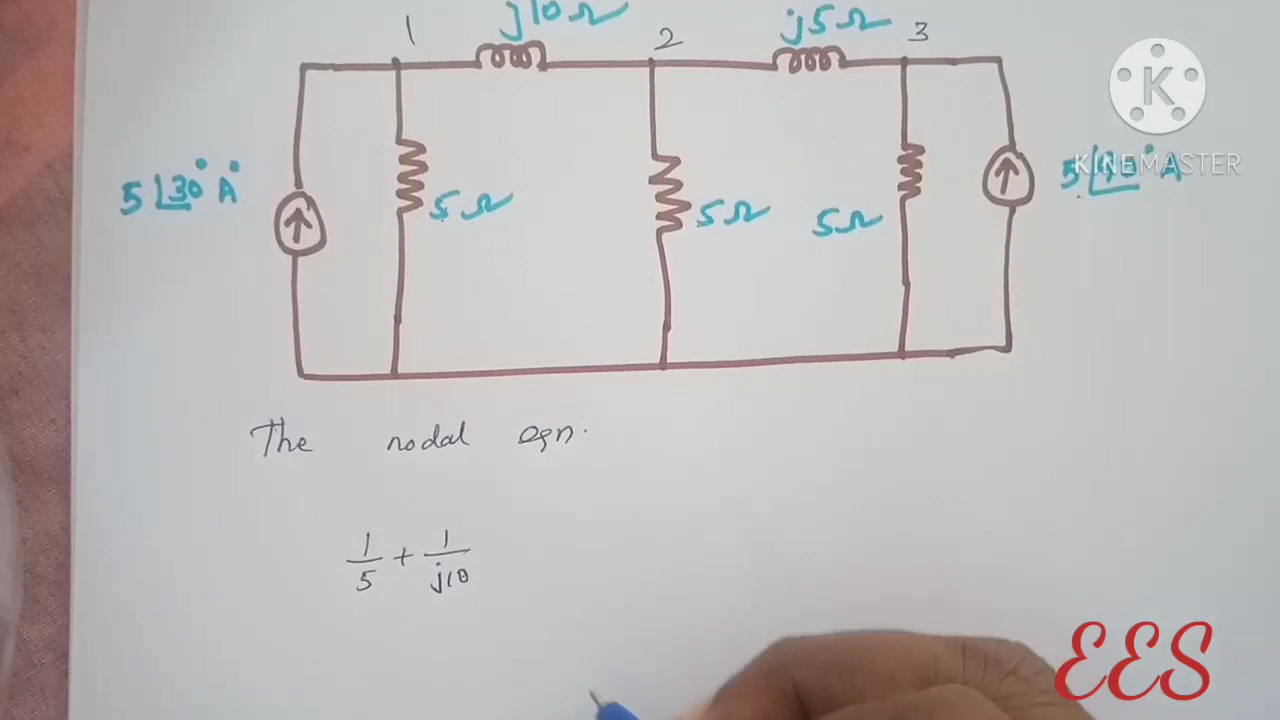 j10Ω j5Ω
1 2 3
K
KINEMASTER
5∠30° A°
5Ω 5Ω 5Ω
The nodal eqn.
1/5 + 1/j10
EES